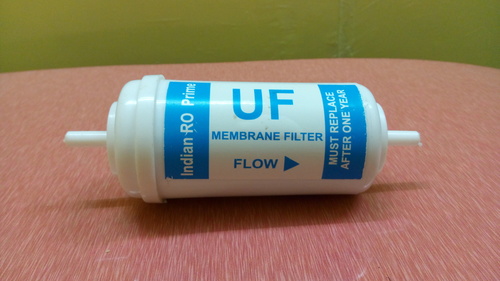 Indian RO Prime
UF
MEMBRANE FILTER
FLOW
MUST REPLACE
AFTER ONE YEAR